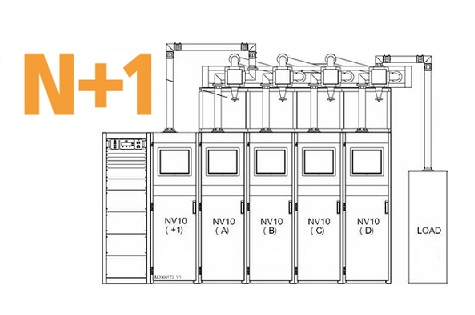 N+1
NV10 NV10 NV10 NV10 NV10
( +1) ( A) ( B) ( C) ( D)
LOAD